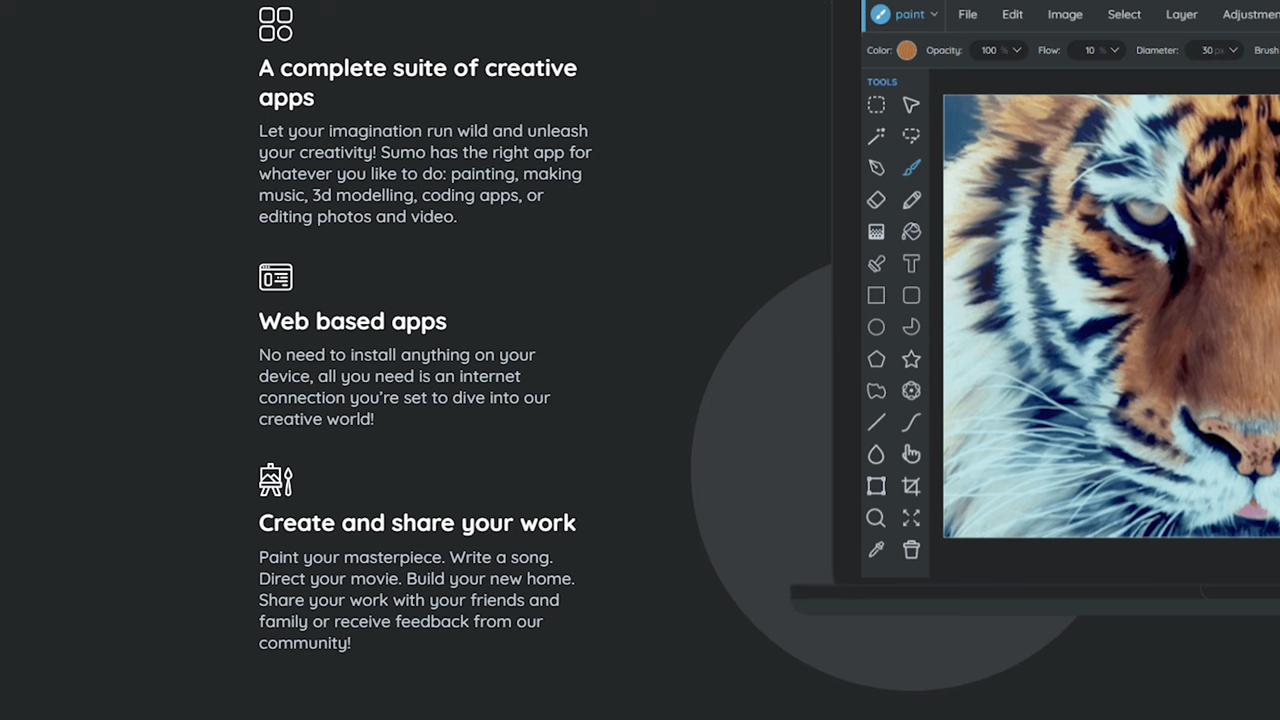 A complete suite of creative
apps
Let your imagination run wild and unleash
your creativity! Sumo has the right app for
whatever you like to do: painting, making
music, 3d modelling, coding apps, or
editing photos and video.
Web based apps
No need to install anything on your
device, all you need is an internet
connection you're set to dive into our
creative world!
Create and share your work
Paint your masterpiece. Write a song.
Direct your movie. Build your new home.
Share your work with your friends and
family or receive feedback from our
community!
paint File Edit Image Select Layer Adjustmen
Color: Opacity: 100 % Flow: 10 % Diameter: 30 px Brush
TOOLS